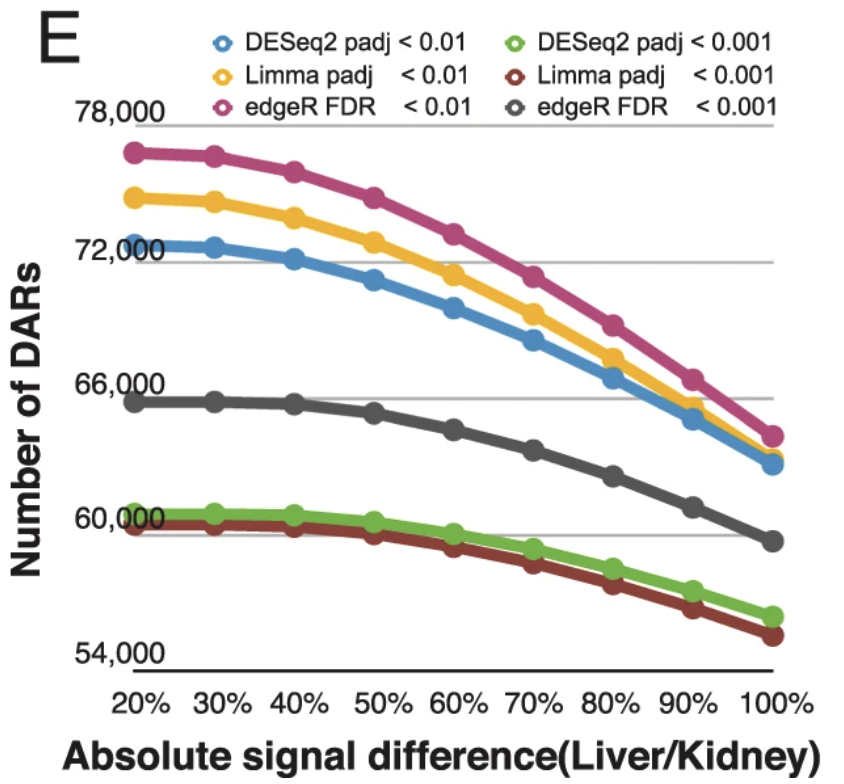 E
DESeq2 padj < 0.01 DESeq2 padj < 0.001
Limma padj < 0.01 Limma padj < 0.001
edgeR FDR < 0.01 edgeR FDR < 0.001
78,000
72,000
66,000
60,000
54,000
Number of DARs
20% 30% 40% 50% 60% 70% 80% 90% 100%
Absolute signal difference(Liver/Kidney)